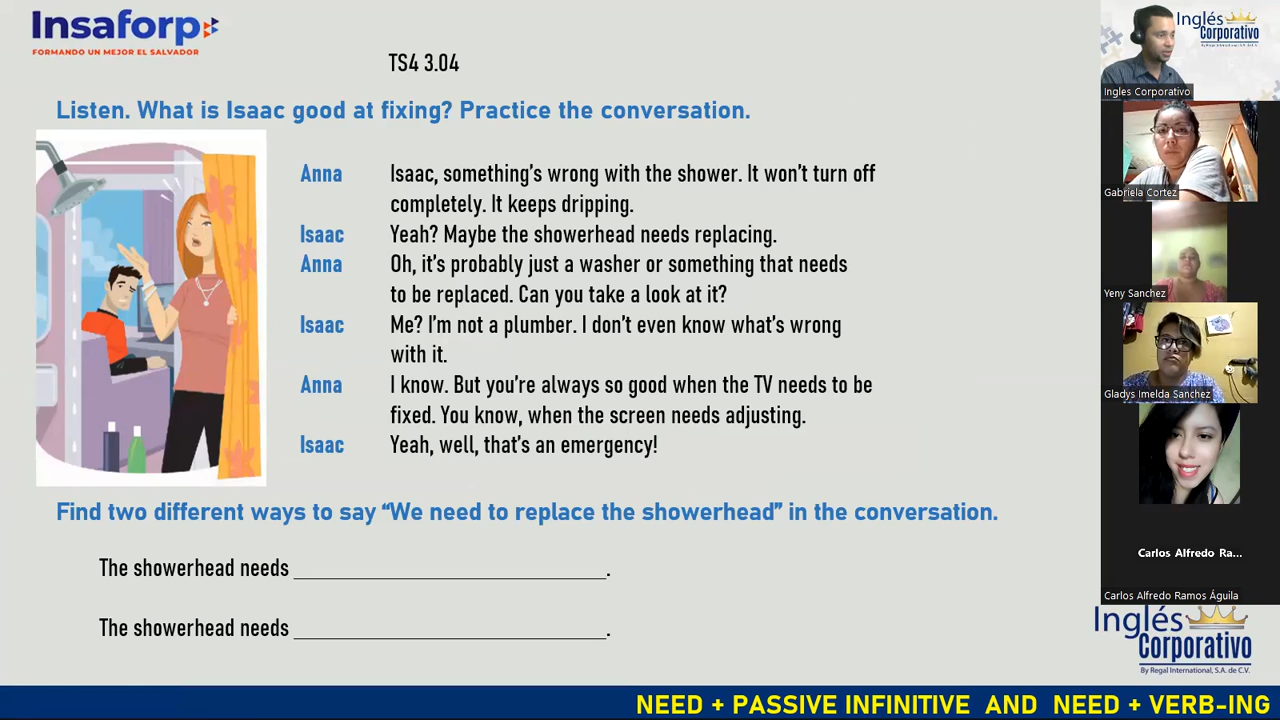 Insaforp
FORMANDO UN MEJOR EL SALVADOR
TS4 3.04
Listen. What is Isaac good at fixing? Practice the conversation.
Anna Isaac, something's wrong with the shower. It won't turn off
completely. It keeps dripping.
Isaac Yeah? Maybe the showerhead needs replacing.
Anna Oh, it's probably just a washer or something that needs
to be replaced. Can you take a look at it?
Isaac Me? I'm not a plumber. I don't even know what's wrong
with it.
Anna I know. But you're always so good when the TV needs to be
fixed. You know, when the screen needs adjusting.
Isaac Yeah, well, that's an emergency!
Find two different ways to say “We need to replace the showerhead” in the conversation.
The showerhead needs ______________________________.
The showerhead needs ______________________________.
NEED + PASSIVE INFINITIVE AND NEED + VERB-ING
Inglés
Corporativo
By Regal International, S.A. de C.V.
Ingles Corporativo
Gabriela Cortez
Yeny Sanchez
Gladys Imelda Sanchez
Carlos Alfredo Ra...
Carlos Alfredo Ramos Águila
Inglés
Corporativo
By Regal International, S.A. de C.V.